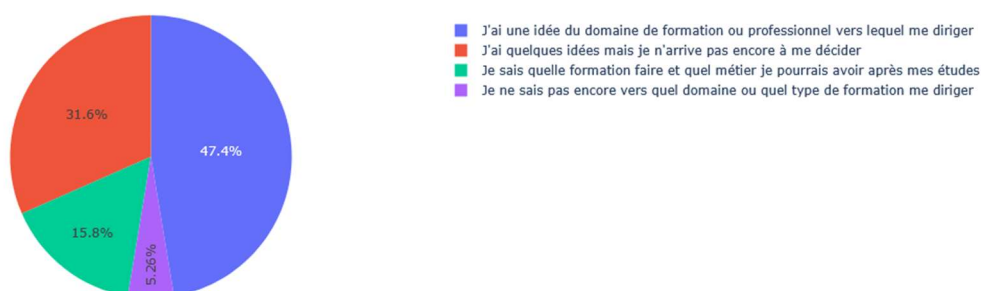 J'ai une idée du domaine de formation ou professionnel vers lequel me diriger
J'ai quelques idées mais je n'arrive pas encore à me décider
Je sais quelle formation faire et quel métier je pourrais avoir après mes études
Je ne sais pas encore vers quel domaine ou quel type de formation me diriger
31.6%
47.4%
15.8%
5.26%